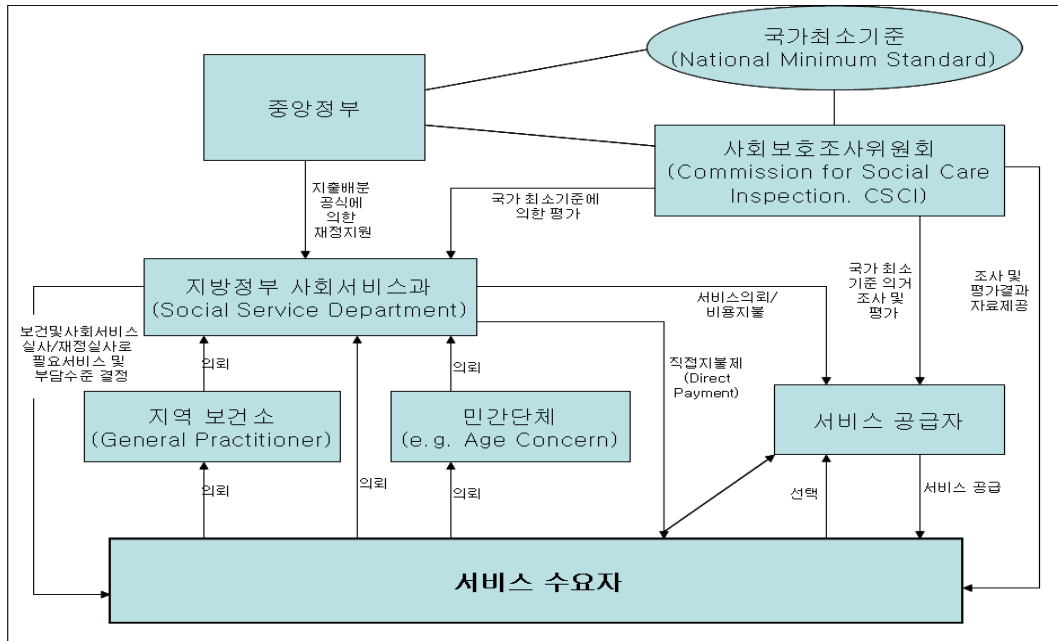 국가최소기준
(National Minimum Standard)
중앙정부
사회보호조사위원회
(Commission for Social Care
Inspection. CSCI)
지출배분
공식에
의한
재정지원
국가 최소기준에
의한 평가
지방정부 사회서비스과
(Social Service Department)
서비스의뢰/
비용지불
국가 최소
기준 의거
조사 및
평가
조사 및
평가결과
자료제공
보건및사회서비스
실사/재정실사로
필요서비스 및
부담수준 결정
의뢰
의뢰
직접지불제
(Direct
Payment)
지역 보건소
(General Practitioner)
민간단체
(e.g. Age Concern)
서비스 공급자
의뢰
의뢰
의뢰
선택
서비스 공급
서비스 수요자